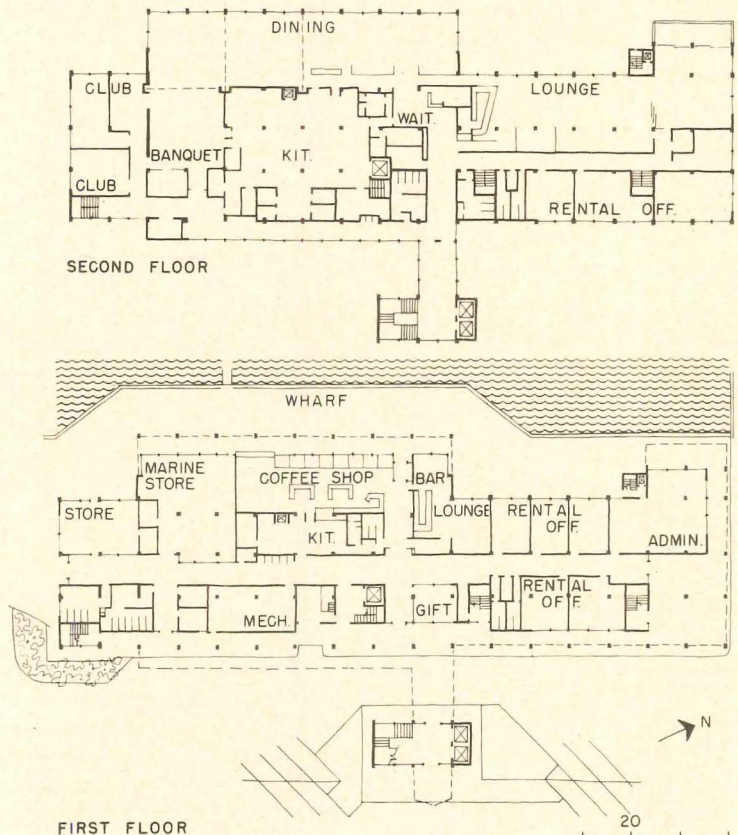 DINING
CLUB
LOUNGE
WAIT.
BANQUET
KIT.
CLUB
RENTAL OFF.
SECOND FLOOR
WHARF
MARINE
STORE
COFFEE SHOP
BAR
STORE
LOUNGE
RENTAL
OFF.
KIT.
ADMIN.
RENTAL
OFF.
GIFT
MECH.
N
FIRST FLOOR
20